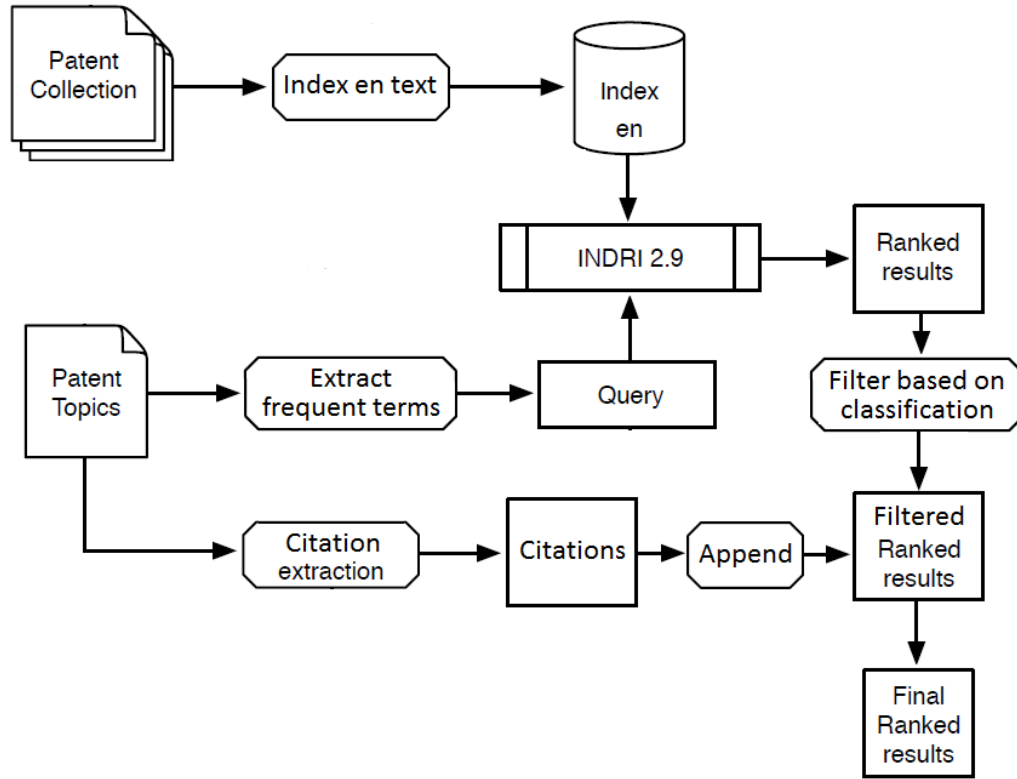 Patent
Collection
Index en text
Index
en
INDRI 2.9
Ranked
results
Patent
Topics
Extract
frequent terms
Query
Filter based on
classification
Citation
extraction
Citations
Append
Filtered
Ranked
results
Final
Ranked
results